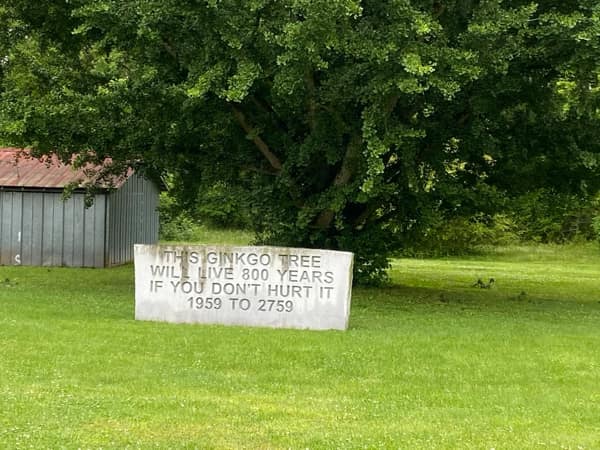 THIS GINKGO TREE
WILL LIVE 800 YEARS
IF YOU DON'T HURT IT
1959 TO 2759